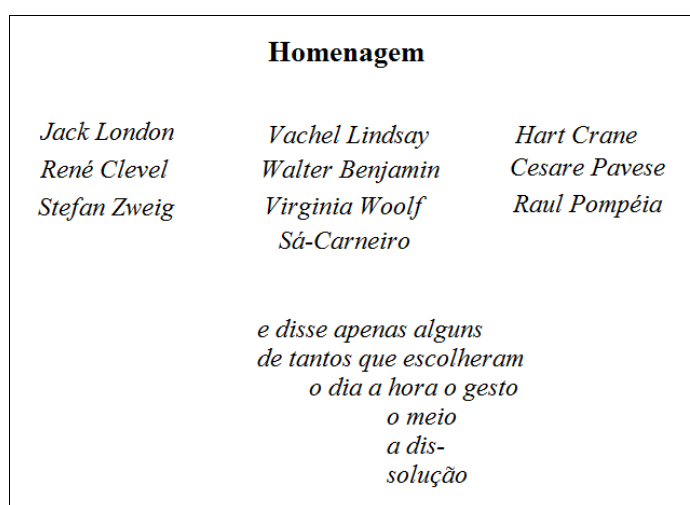 Homenagem
Jack London Vachel Lindsay Hart Crane
René Clevel Walter Benjamin Cesare Pavese
Stefan Zweig Virginia Woolf Raul Pompéia
Sá-Carneiro
e disse apenas alguns
de tantos que escolheram
o dia a hora o gesto
o meio
a dis-
solução